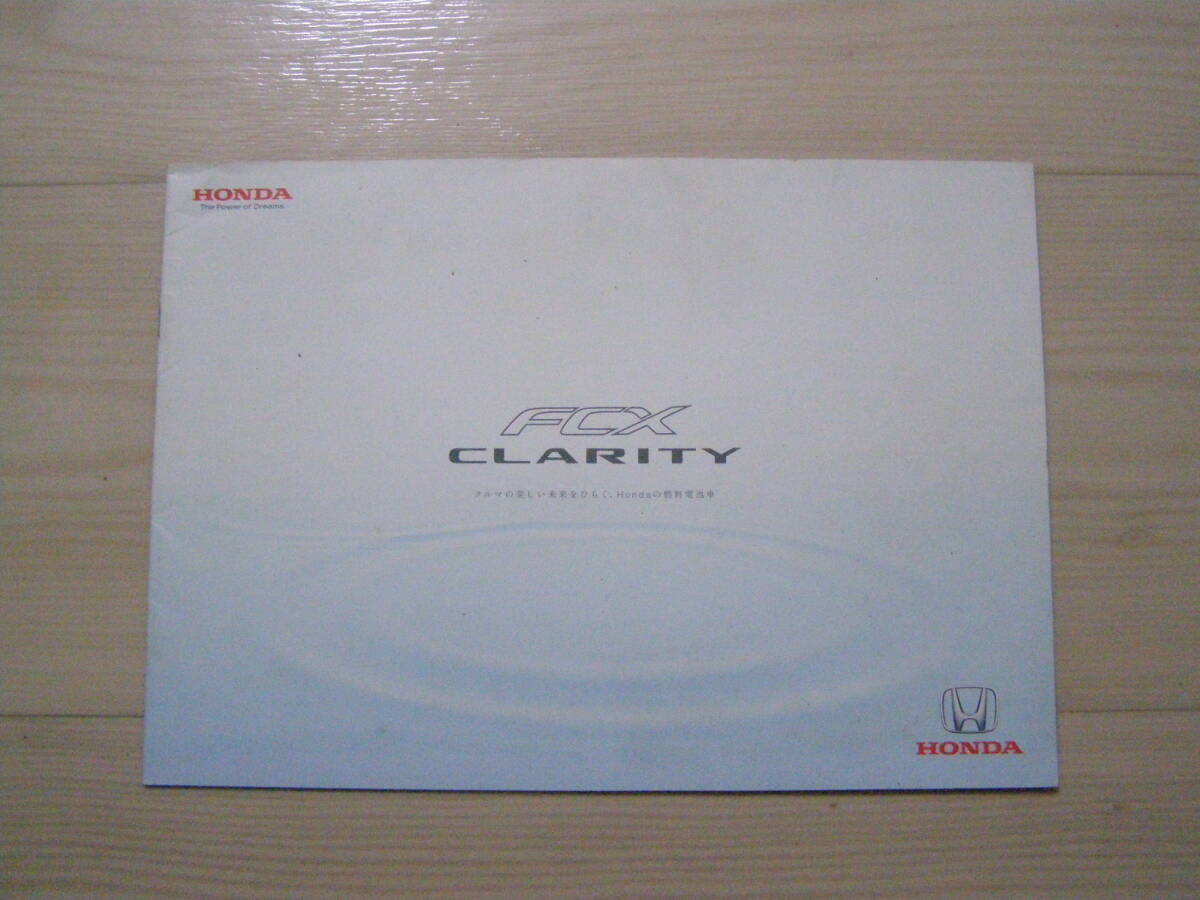 HONDA
The Power of Dreams
FCX
CLARITY
クルマの美しい未来をひらく、Hondaの燃料電池車
HONDA